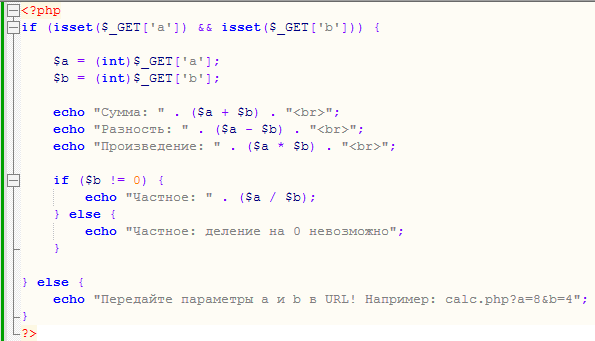 <?php
if (isset($_GET['a']) && isset($_GET['b'])) {
$a = (int)$_GET['a'];
$b = (int)$_GET['b'];
echo "Сумма: " . ($a + $b) . "<br>";
echo "Разность: " . ($a - $b) . "<br>";
echo "Произведение: " . ($a * $b) . "<br>";
if ($b != 0) {
echo "Частное: " . ($a / $b);
} else {
echo "Частное: деление на 0 невозможно";
}
} else {
echo "Передайте параметры a и b в URL! Например: calc.php?a=8&b=4";
}
?>